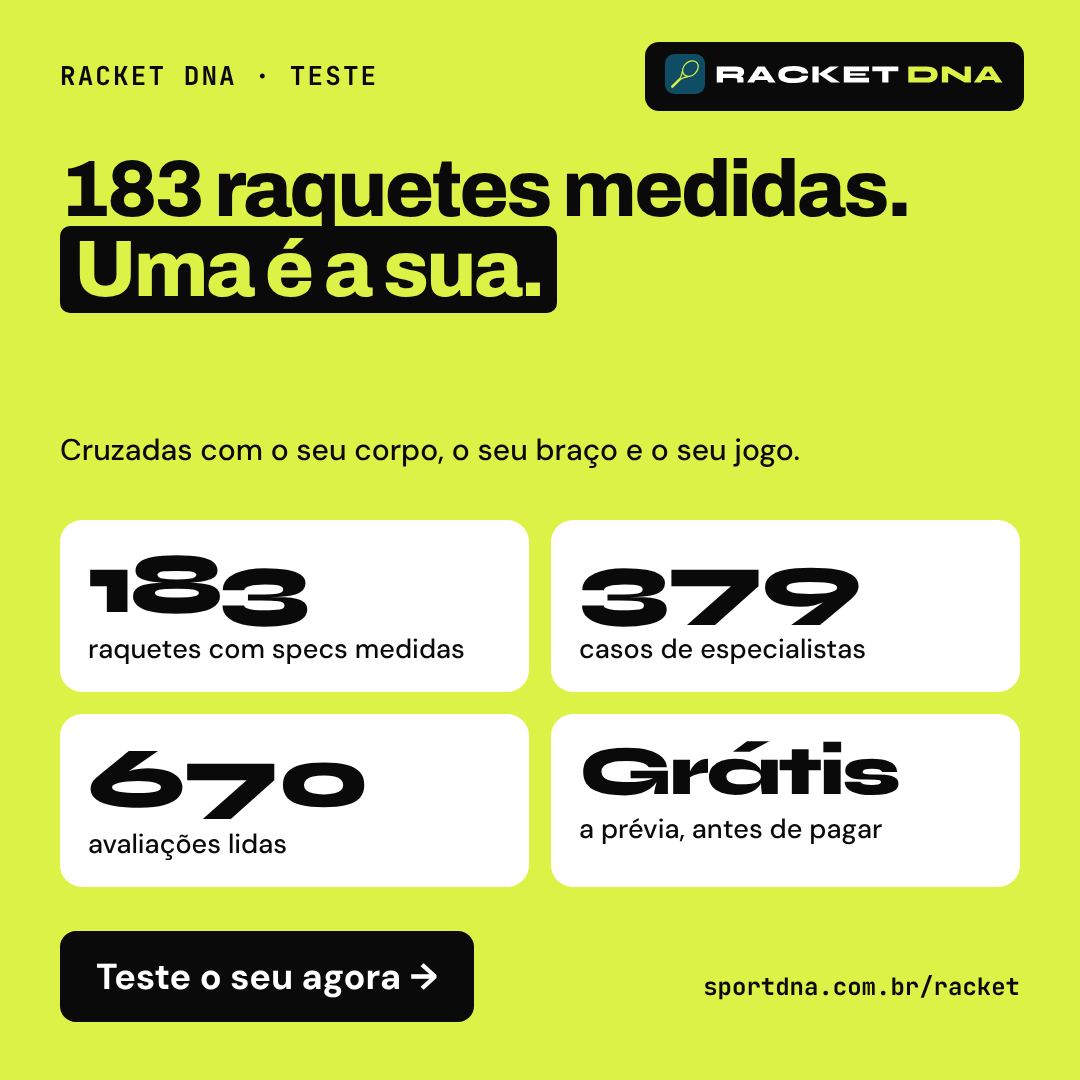 RACKET DNA · TESTE
RACKET DNA
183 raquetes medidas.
Uma é a sua.
Cruzadas com o seu corpo, o seu braço e o seu jogo.
183
raquetes com specs medidas
379
casos de especialistas
670
avaliações lidas
Grátis
a prévia, antes de pagar
Teste o seu agora →
sportdna.com.br/racket